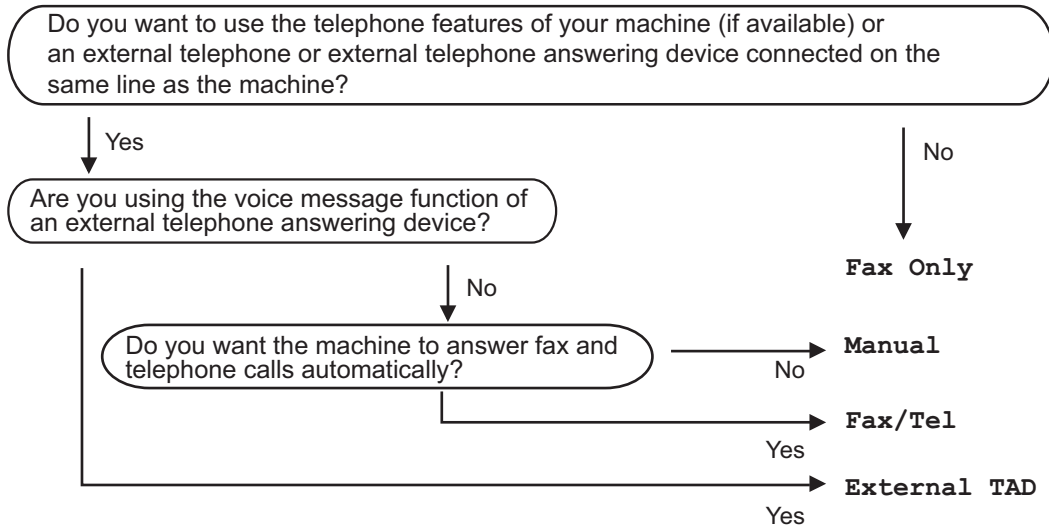 Do you want to use the telephone features of your machine (if available) or
an external telephone or external telephone answering device connected on the
same line as the machine?
Yes
No
Are you using the voice message function of
an external telephone answering device?
Fax Only
No
Do you want the machine to answer fax and
telephone calls automatically?
Manual
No
Fax/Tel
Yes
External TAD
Yes